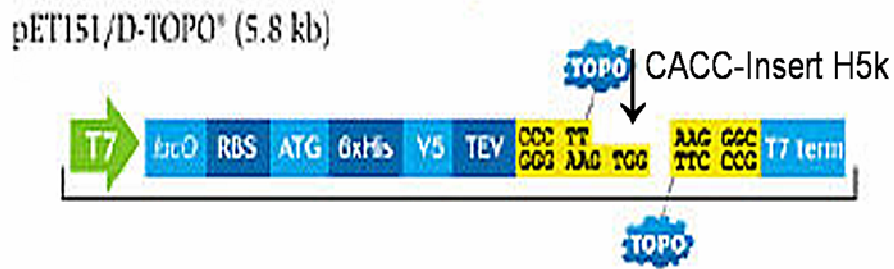 pET151/D-TOPO® (5.8 kb)
TOPO CACC-Insert H5k
T7 lacO RBS ATG 6xHis V5 TEV CCC TT AAG GGC T7 term
GGG AAG TGG TTC CCG
TOPO